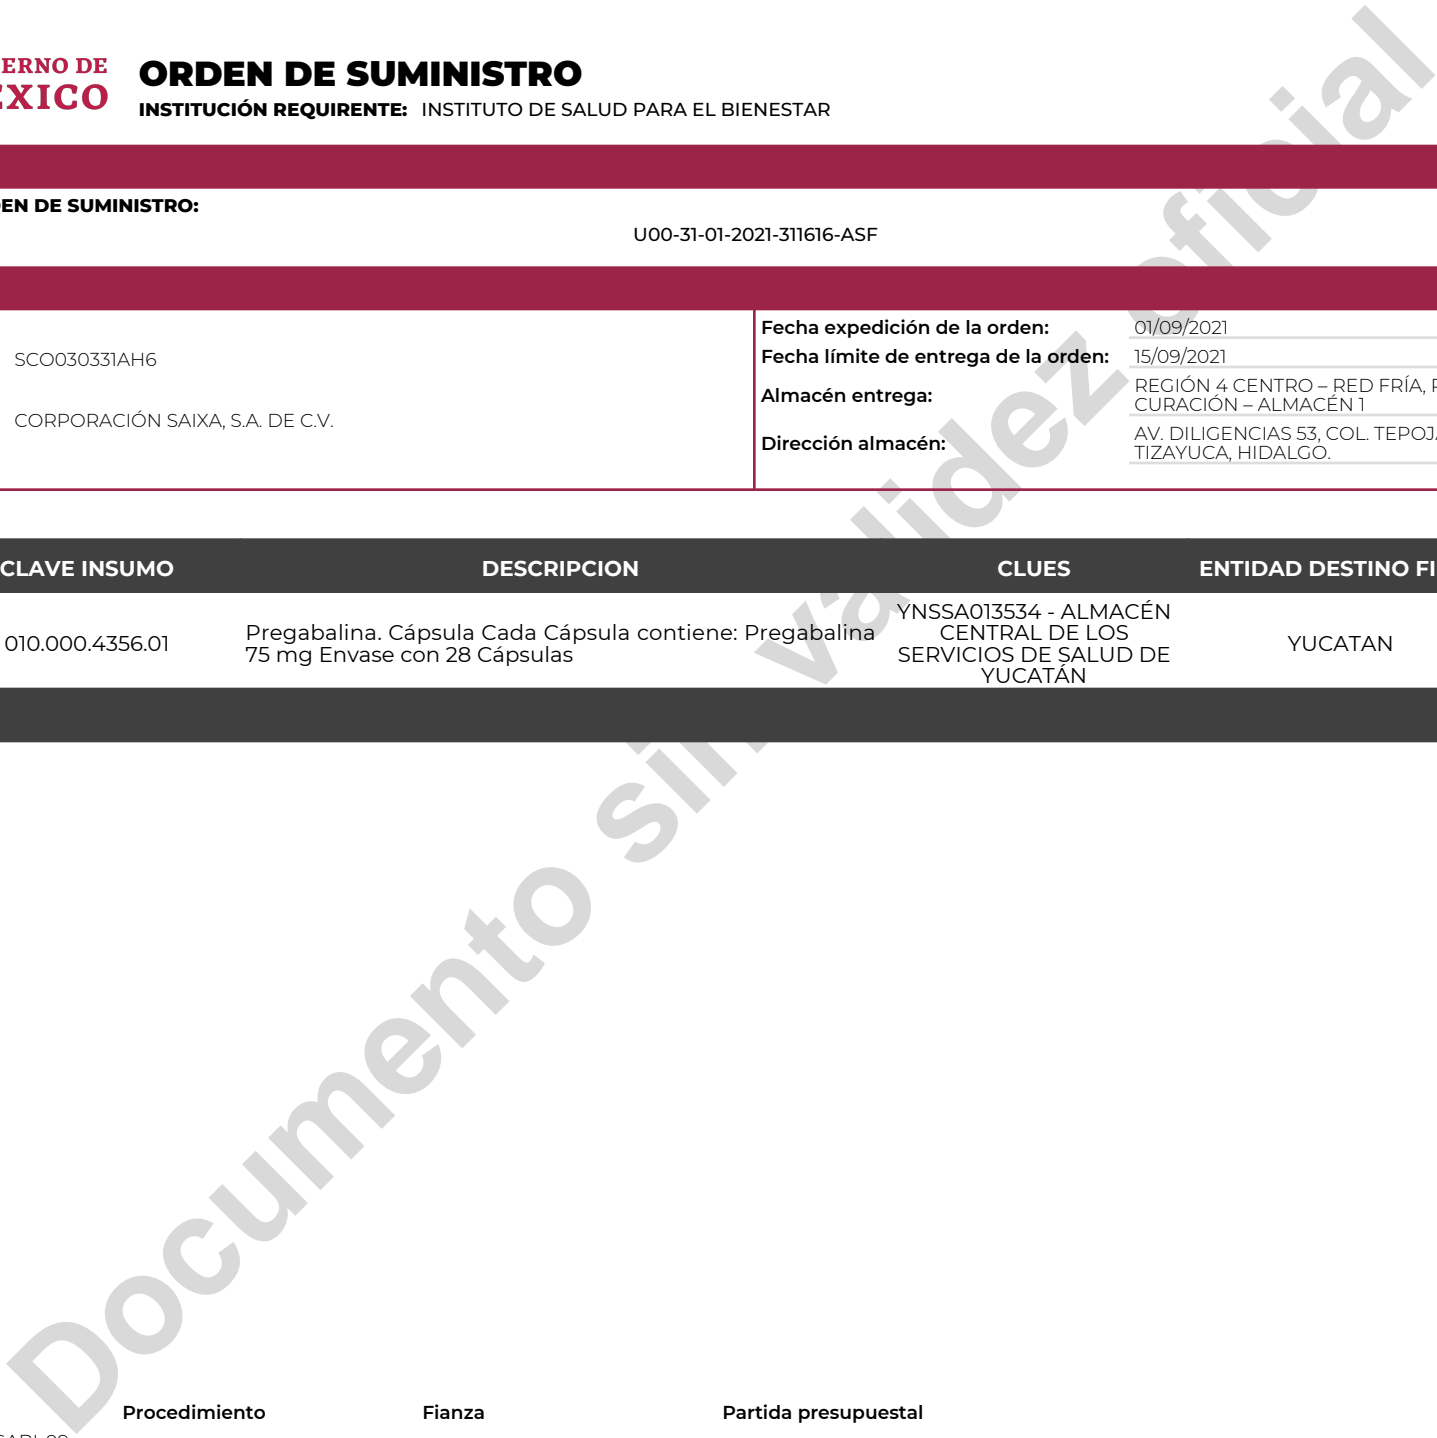 ERNO DE
ORDEN DE SUMINISTRO
EXICO
INSTITUCIÓN REQUIRENTE: INSTITUTO DE SALUD PARA EL BIENESTAR
EN DE SUMINISTRO:
U00-31-01-2021-311616-ASF
SCO030331AH6
CORPORACIÓN SAIXA, S.A. DE C.V.
Fecha expedición de la orden: 01/09/2021
Fecha límite de entrega de la orden: 15/09/2021
Almacén entrega: REGIÓN 4 CENTRO – RED FRÍA,
CURACIÓN – ALMACÉN 1
Dirección almacén: AV. DILIGENCIAS 53, COL. TEPOJA
TIZAYUCA, HIDALGO.
CLAVE INSUMO DESCRIPCION CLUES ENTIDAD DESTINO FI
010.000.4356.01
Pregabalina. Cápsula Cada Cápsula contiene: Pregabalina
75 mg Envase con 28 Cápsulas
YNSSA013534 - ALMACÉN
CENTRAL DE LOS
SERVICIOS DE SALUD DE
YUCATÁN
YUCATAN
Documento sin validez oficial
Procedimiento Fianza Partida presupuestal